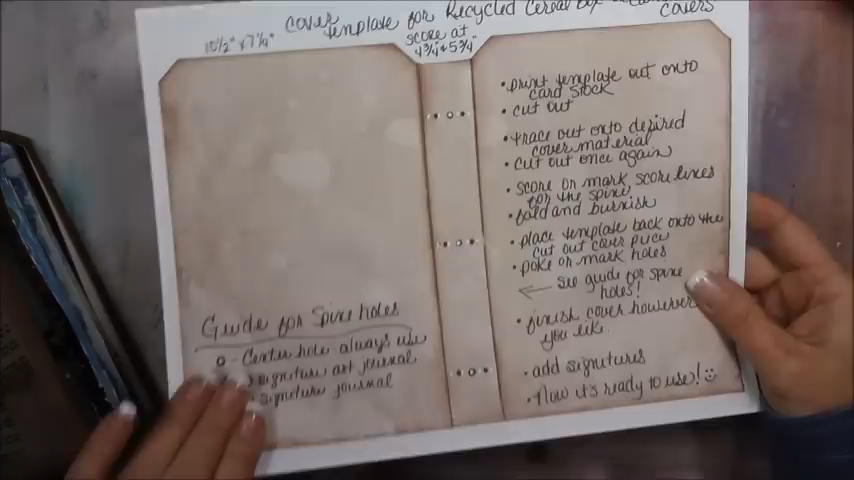 Cover template for Recycled Cereal Box
covers
10 1/2" x 7 1/4"
score at
4 3/4" & 5 3/4"
• print template out onto
card stock
• cut out
• trace out onto desired
cover material
• cut out once again
• score or mark score lines
for the spine
• fold and burnish
• place template back onto the
cut out cover piece
• poke or mark holes
← see guide for spine
holes!
• finish cover however
you like.
• add signatures
• Now it's ready to use! ☺
Guide for Spine holes
o - Center hole always use
signature art journal
signature journal